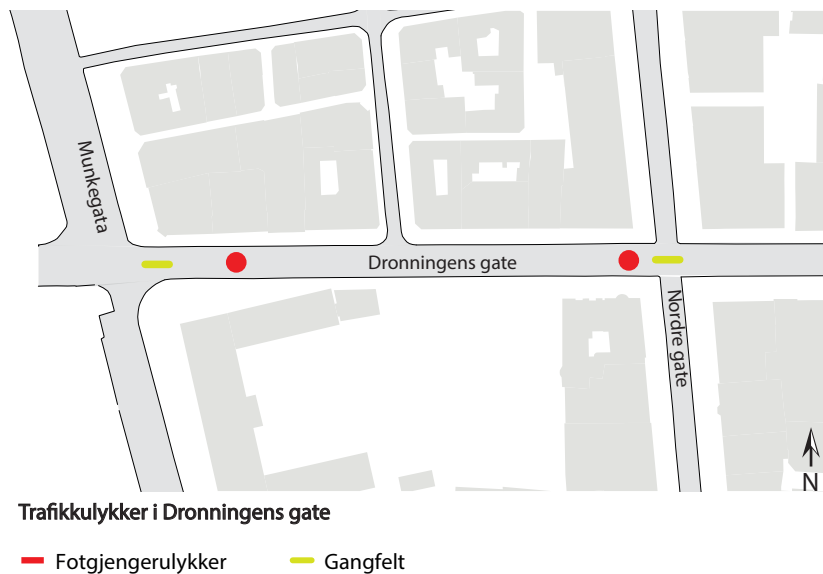 Munkegata
Dronningens gate
Nordre gate
N
Trafikkulykker i Dronningens gate
Fotgjengerulykker
Gangfelt